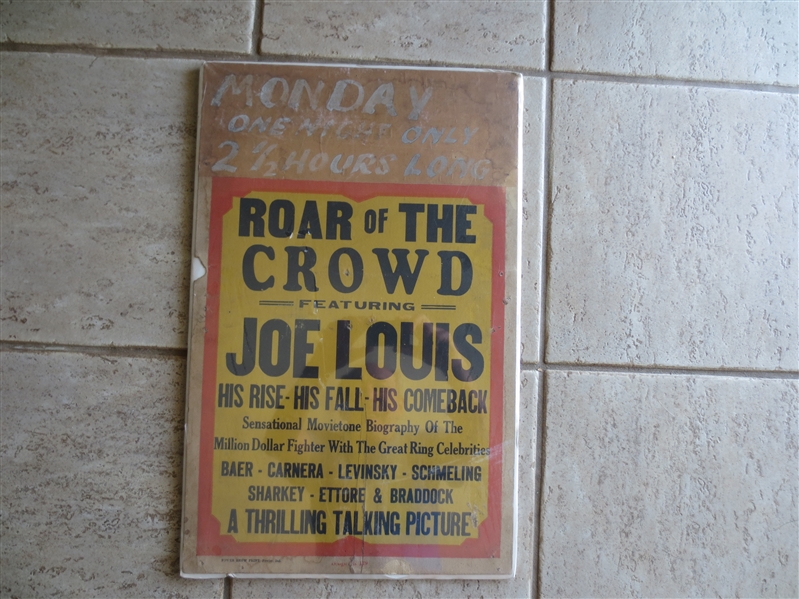 MONDAY
ONE NIGHT ONLY
2 1/2 HOURS LONG
ROAR OF THE
CROWD
FEATURING
JOE LOUIS
HIS RISE - HIS FALL - HIS COMEBACK
Sensational Movietone Biography Of The
Million Dollar Fighter With The Great Ring Celebrities
BAER - CARNERA - LEVINSKY - SCHMELING
SHARKEY - ETTORE & BRADDOCK
A THRILLING TALKING PICTURE